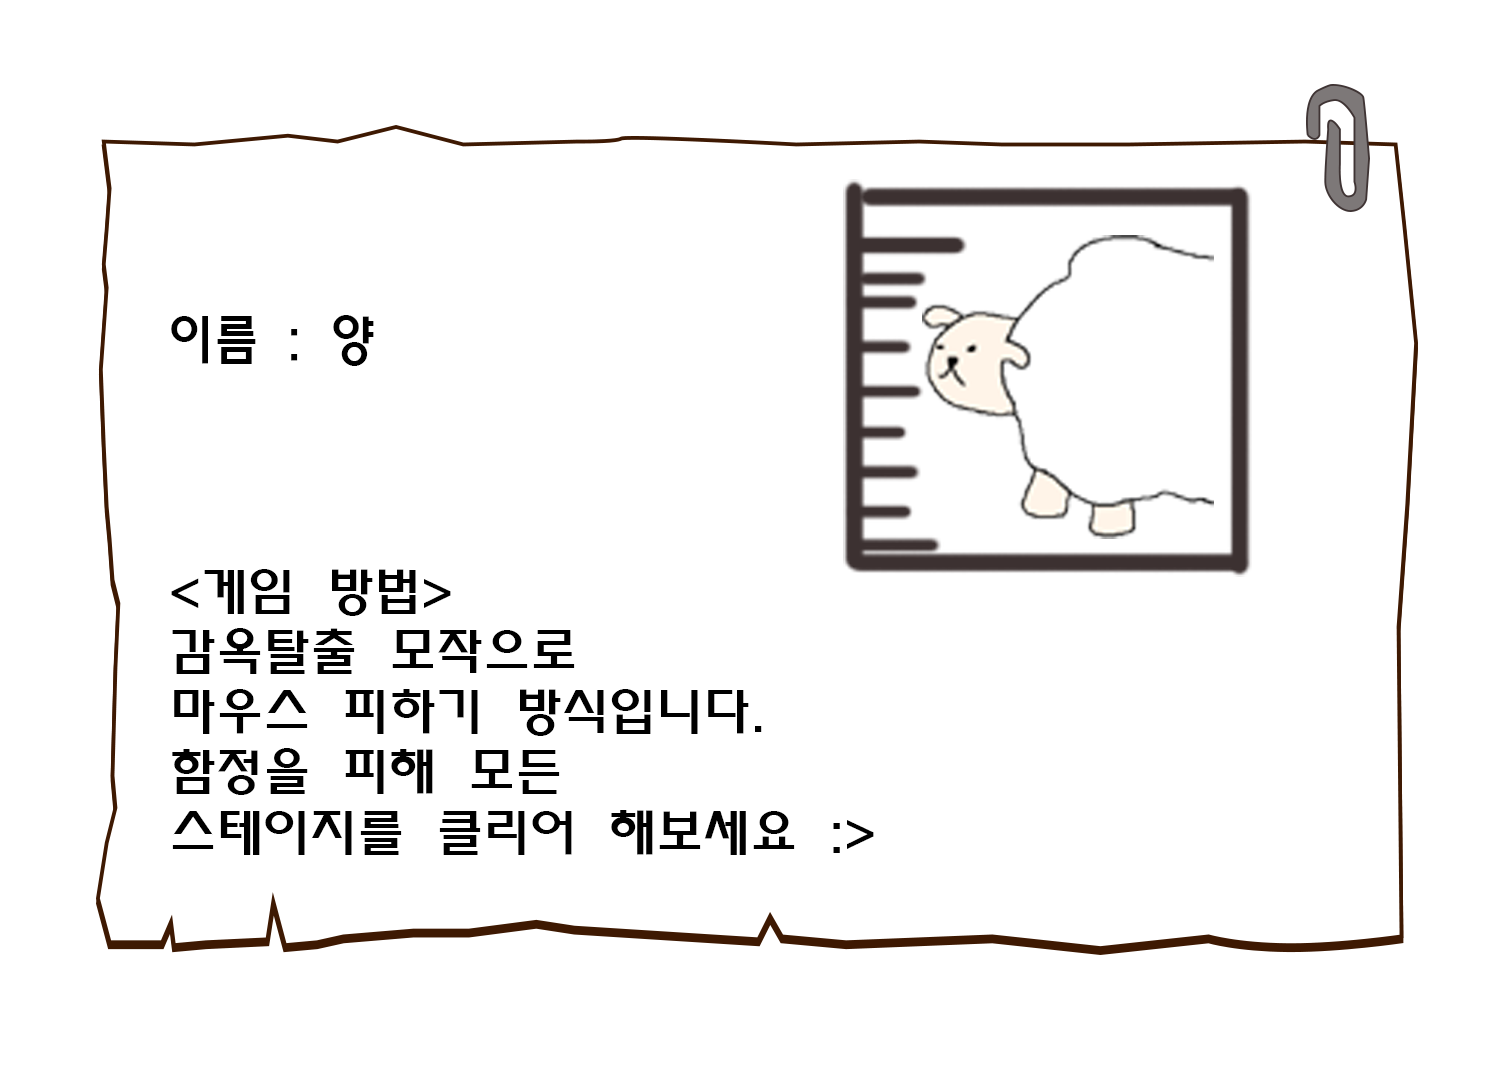 이름 : 양
<게임 방법>
감옥탈출 모작으로
마우스 피하기 방식입니다.
함정을 피해 모든
스테이지를 클리어 해보세요 :>